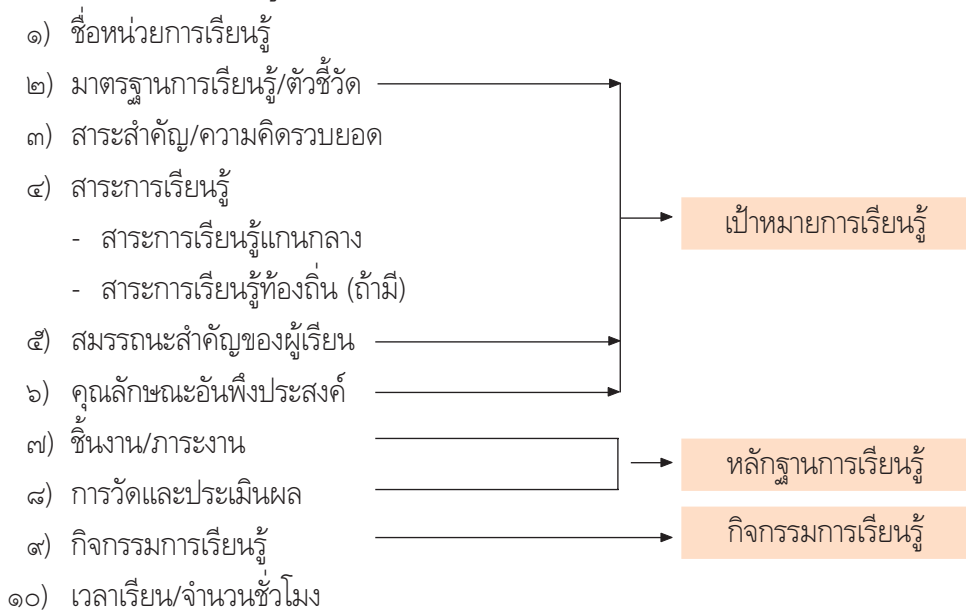 ๑) ชื่อหน่วยการเรียนรู้
๒) มาตรฐานการเรียนรู้/ตัวชี้วัด
๓) สาระสำคัญ/ความคิดรวบยอด
๔) สาระการเรียนรู้
- สาระการเรียนรู้แกนกลาง
- สาระการเรียนรู้ท้องถิ่น (ถ้ามี)
เป้าหมายการเรียนรู้
๕) สมรรถนะสำคัญของผู้เรียน
๖) คุณลักษณะอันพึงประสงค์
๗) ชิ้นงาน/ภาระงาน
๘) การวัดและประเมินผล
หลักฐานการเรียนรู้
๙) กิจกรรมการเรียนรู้
กิจกรรมการเรียนรู้
๑๐) เวลาเรียน/จำนวนชั่วโมง